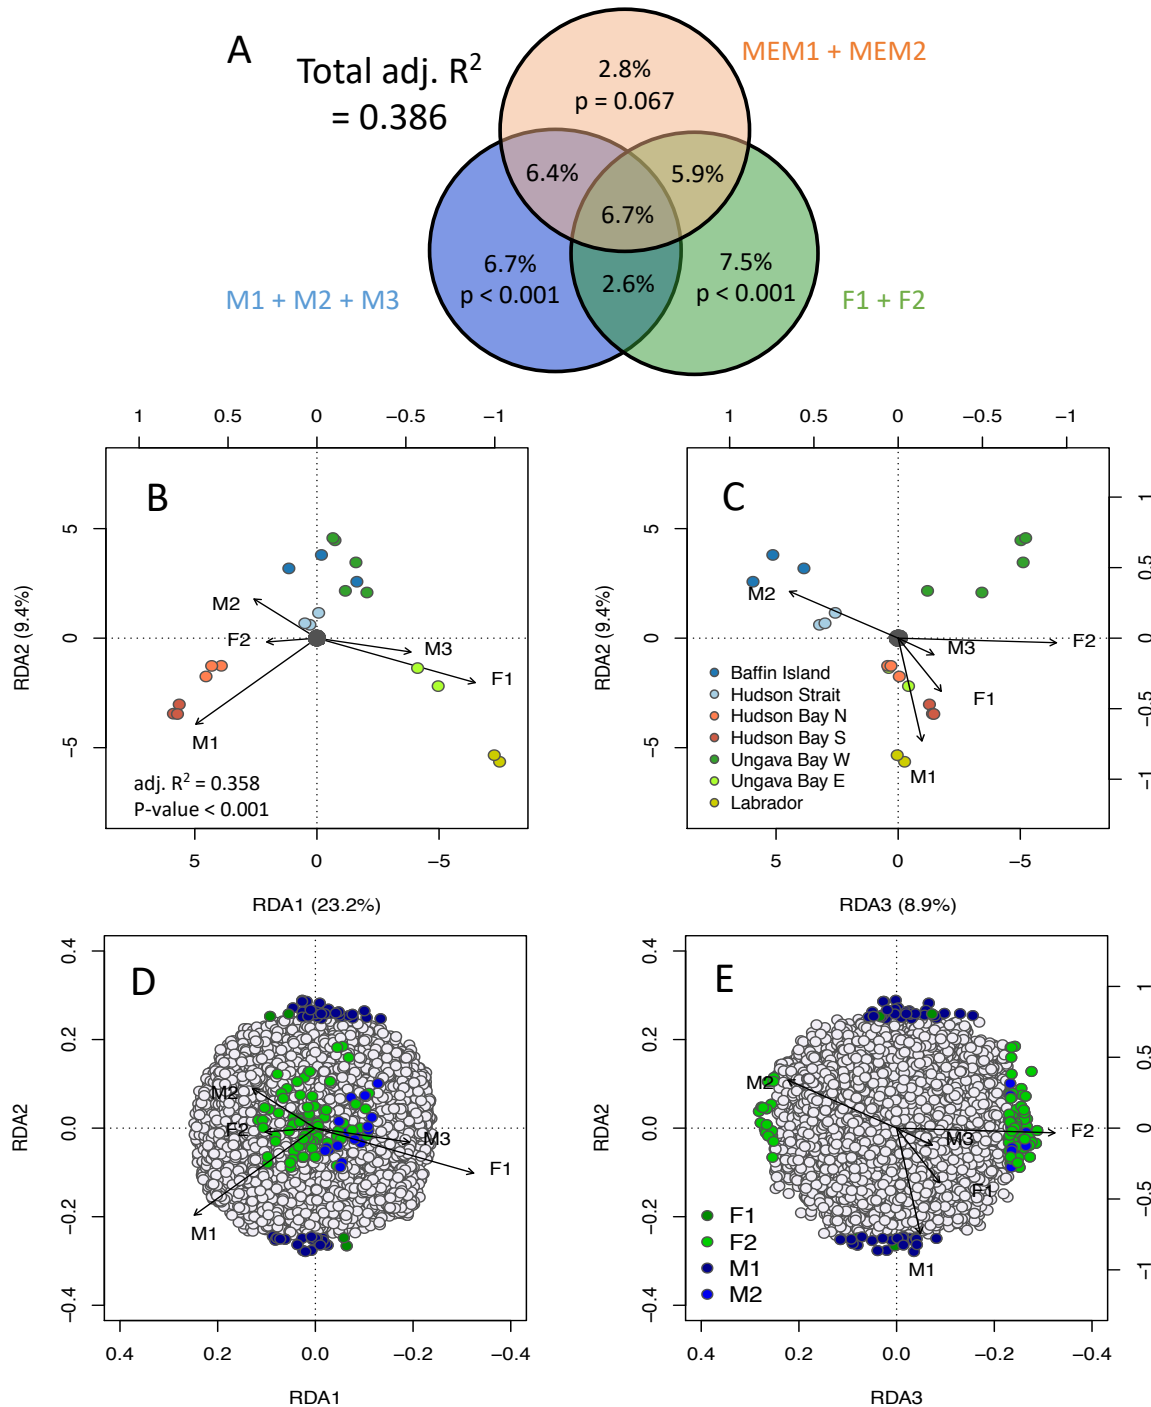 A
Total adj. R²
= 0.386
MEM1 + MEM2
2.8%
p = 0.067
6.4%
5.9%
6.7%
6.7%
p < 0.001
2.6%
7.5%
p < 0.001
M1 + M2 + M3
F1 + F2
1 0.5 0 −0.5 −1
B
5
0
−5
RDA2 (9.4%)
M2
F2
M3
F1
M1
adj. R² = 0.358
P-value < 0.001
5 0 −5
RDA1 (23.2%)
1 0.5 0 −0.5 −1
C
5
0
−5
RDA2 (9.4%)
1
0.5
0
−0.5
−1
M2
F2
M3
F1
M1
Baffin Island
Hudson Strait
Hudson Bay N
Hudson Bay S
Ungava Bay W
Ungava Bay E
Labrador
5 0 −5
RDA3 (8.9%)
D
0.4
0.2
0.0
−0.2
−0.4
RDA2
M2
F2
M3
F1
M1
0.4 0.2 0.0 −0.2 −0.4
RDA1
E
0.4
0.2
0.0
−0.2
−0.4
RDA2
1
0.5
0
−0.5
−1
M2
F2
M3
F1
M1
F1
F2
M1
M2
0.4 0.2 0.0 −0.2 −0.4
RDA3